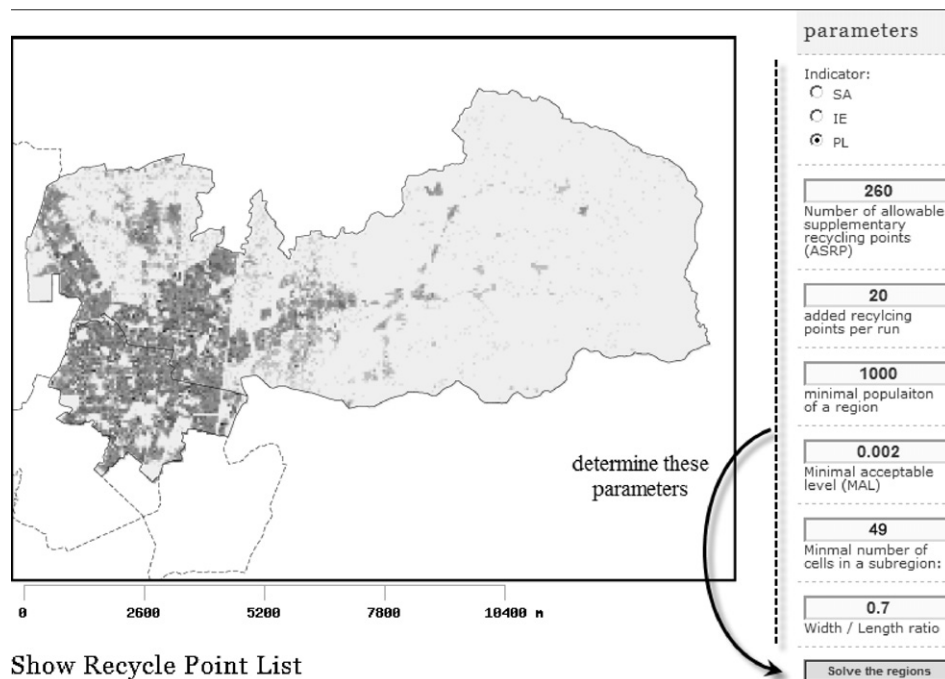 parameters
Indicator:
SA
IE
PL
260
Number of allowable
supplementary
recycling points
(ASRP)
20
added recylcing
points per run
1000
minimal populaiton
of a region
0.002
Minimal acceptable
level (MAL)
49
Minmal number of
cells in a subregion:
0.7
Width / Length ratio
Solve the regions
determine these
parameters
0 2600 5200 7800 10400 m
Show Recycle Point List